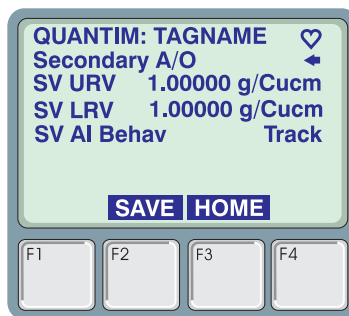 QUANTIM: TAGNAME
Secondary A/O
SV URV 1.00000 g/Cucm
SV LRV 1.00000 g/Cucm
SV AI Behav Track
SAVE HOME
F1 F2 F3 F4